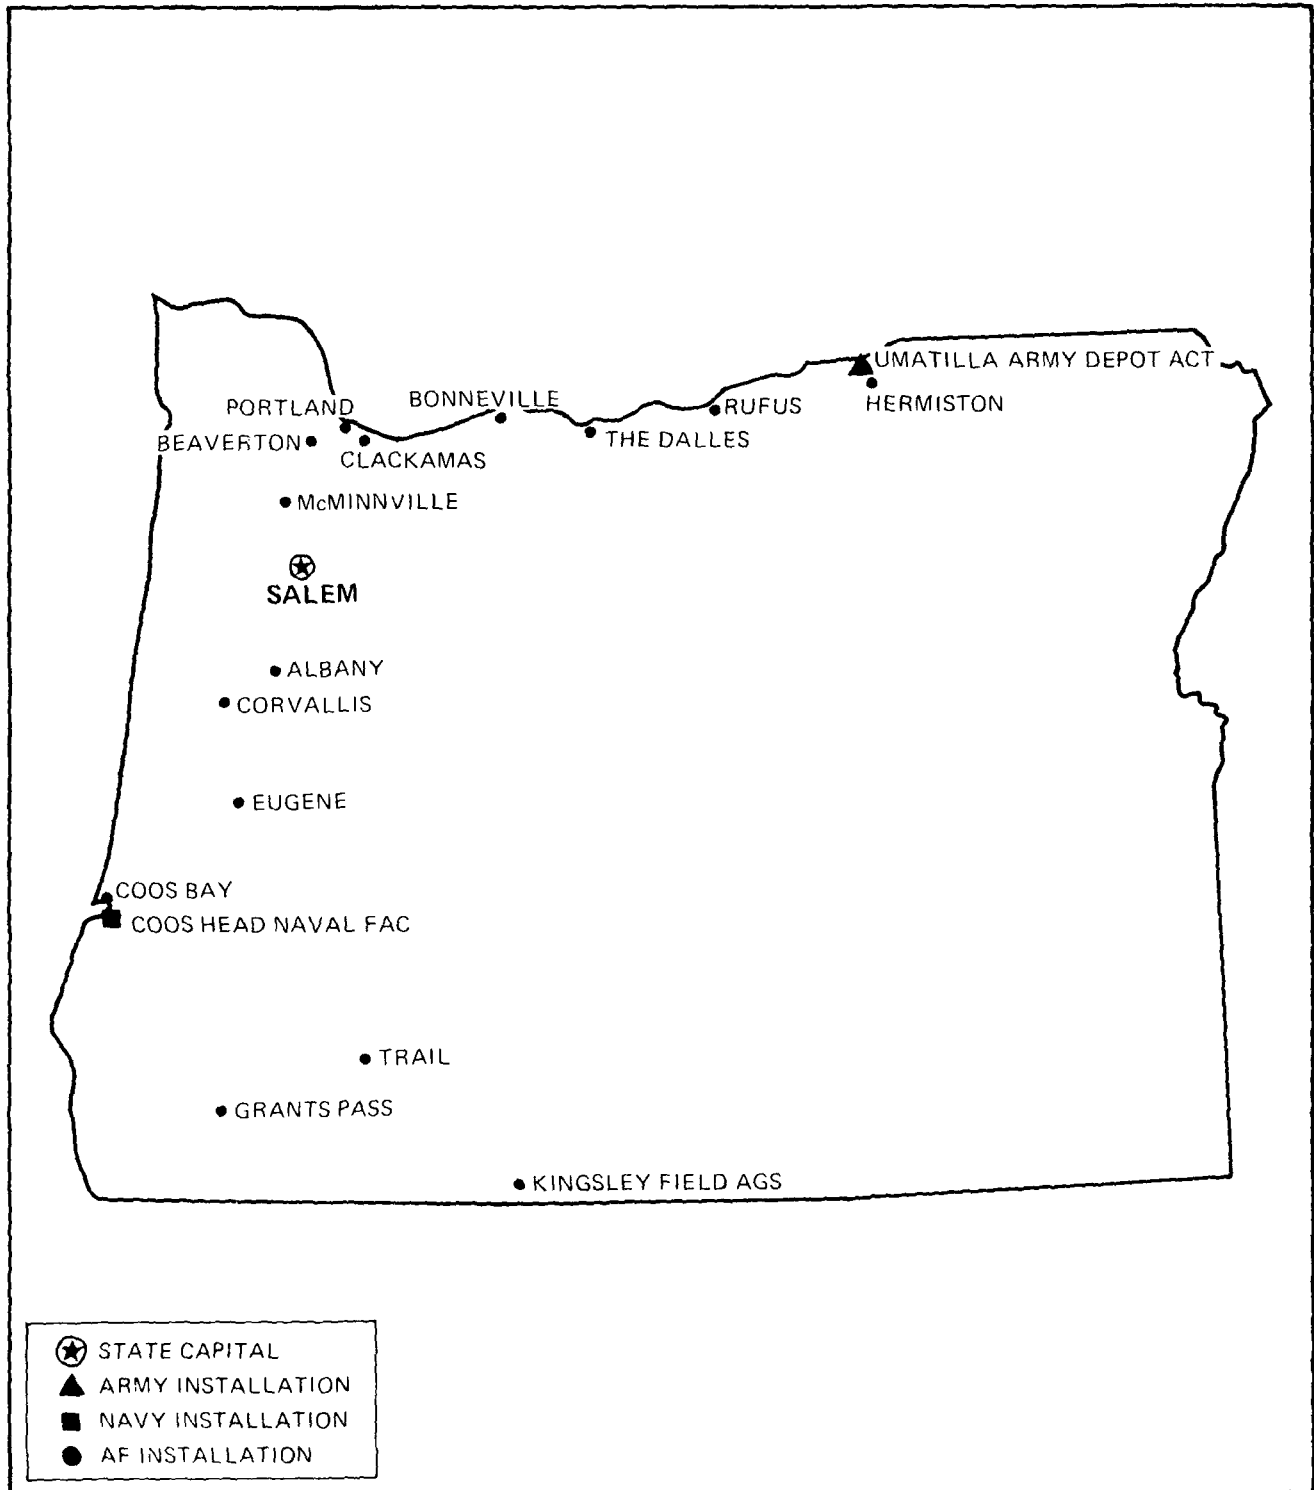 UMATILLA ARMY DEPOT ACT
BONNEVILLE
PORTLAND
RUFUS
HERMISTON
BEAVERTON
THE DALLES
CLACKAMAS
McMINNVILLE
SALEM
ALBANY
CORVALLIS
EUGENE
COOS BAY
COOS HEAD NAVAL FAC
TRAIL
GRANTS PASS
KINGSLEY FIELD AGS
STATE CAPITAL
ARMY INSTALLATION
NAVY INSTALLATION
AF INSTALLATION